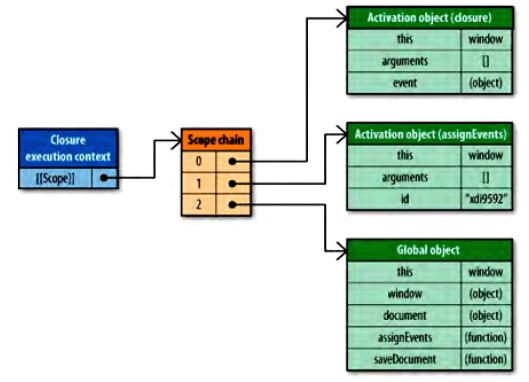 Activation object (closure)
this window
arguments []
event (object)
Closure
execution context
[[Scope]]
Scope chain
0
1
2
Activation object (assignEvents)
this window
arguments []
id "xdi9592"
Global object
this window
window (object)
document (object)
assignEvents (function)
saveDocument (function)